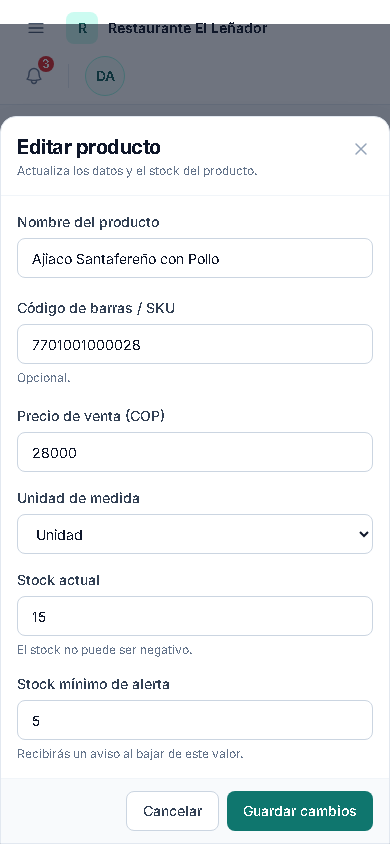 R Restaurante El Leñador
3 DA
Editar producto
Actualiza los datos y el stock del producto.
Nombre del producto
Ajiaco Santafereño con Pollo
Código de barras / SKU
7701001000028
Opcional.
Precio de venta (COP)
28000
Unidad de medida
Unidad
Stock actual
15
El stock no puede ser negativo.
Stock mínimo de alerta
5
Recibirás un aviso al bajar de este valor.
Cancelar Guardar cambios